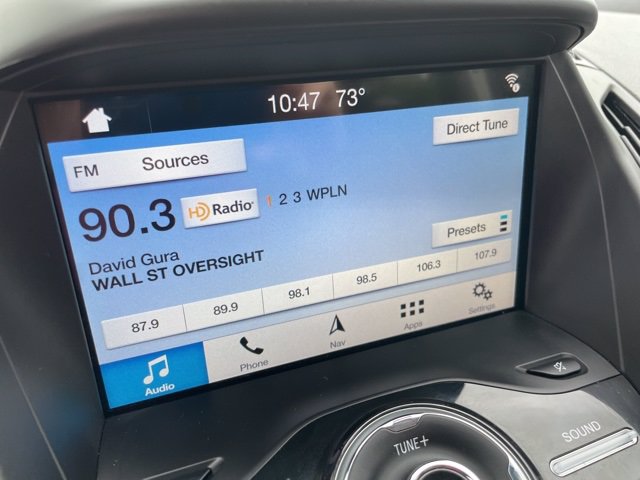 10:47 73°
FM Sources
Direct Tune
90.3 HD Radio 1 2 3 WPLN
David Gura
WALL ST OVERSIGHT
Presets
87.9 89.9 98.1 98.5 106.3 107.9
Audio Phone Nav Apps Settings
TUNE+
SOUND